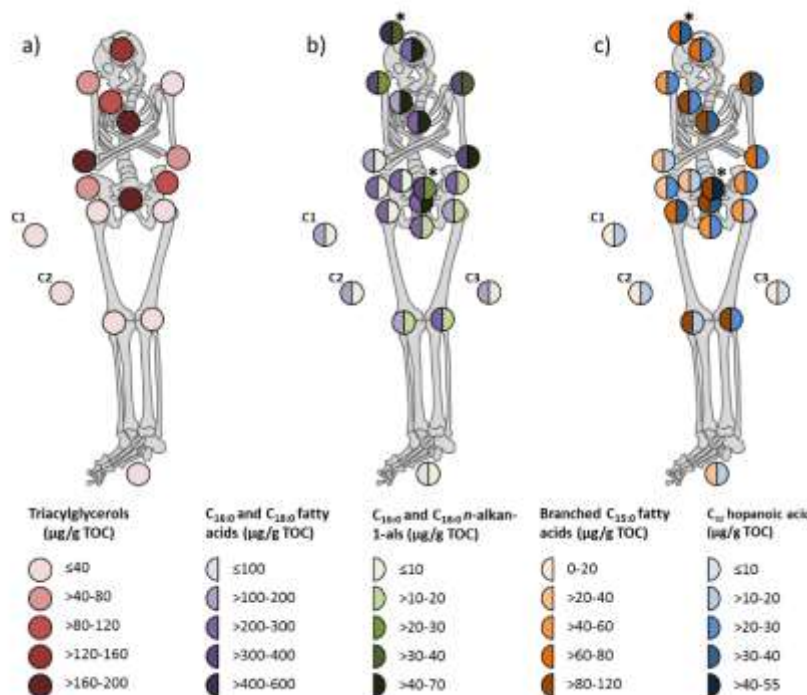 a)
b)
c)
*
*
*
*
C1
C2
C1
C2
C3
C1
C2
C3
Triacylglycerols
(µg/g TOC)
≤40
>40-80
>80-120
>120-160
>160-200
C16:0 and C18:0 fatty
acids (µg/g TOC)
≤100
>100-200
>200-300
>300-400
>400-600
C16:0 and C18:0 n-alkan-
1-als (µg/g TOC)
≤10
>10-20
>20-30
>30-40
>40-70
Branched C15:0 fatty
acids (µg/g TOC)
0-20
>20-40
>40-60
>60-80
>80-120
hopanoic acid
(µg/g TOC)
≤10
>10-20
>20-30
>30-40
>40-55